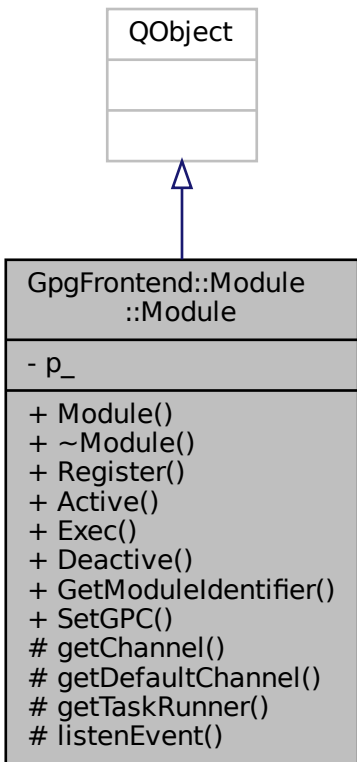 QObject
GpgFrontend::Module
::Module
- p_
+ Module()
+ ~Module()
+ Register()
+ Active()
+ Exec()
+ Deactive()
+ GetModuleIdentifier()
+ SetGPC()
# getChannel()
# getDefaultChannel()
# getTaskRunner()
# listenEvent()